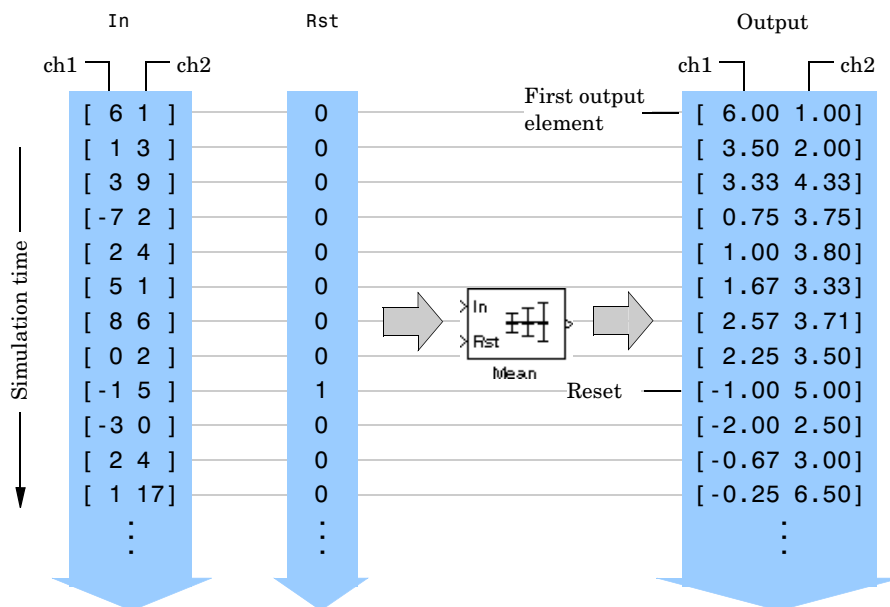 In Rst Output
ch1 ch2 ch1 ch2
[ 6 1 ] 0 First output element [ 6.00 1.00]
[ 1 3 ] 0 [ 3.50 2.00]
[ 3 9 ] 0 [ 3.33 4.33]
[-7 2 ] 0 [ 0.75 3.75]
[ 2 4 ] 0 [ 1.00 3.80]
[ 5 1 ] 0 [ 1.67 3.33]
[ 8 6 ] 0 [ 2.57 3.71]
[ 0 2 ] 0 [ 2.25 3.50]
[-1 5 ] 1 Reset [-1.00 5.00]
[-3 0 ] 0 [-2.00 2.50]
[ 2 4 ] 0 [-0.67 3.00]
[ 1 17] 0 [-0.25 6.50]
Simulation time
In
Rst
Mean